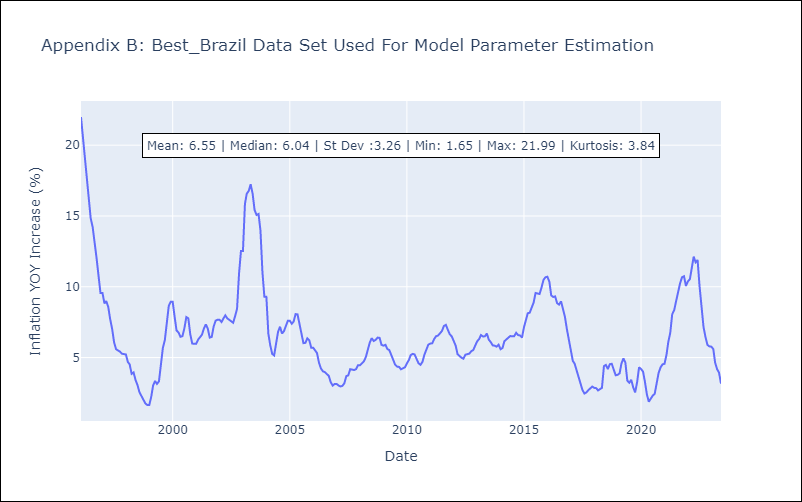 Appendix B: Best_Brazil Data Set Used For Model Parameter Estimation
Mean: 6.55 | Median: 6.04 | St Dev :3.26 | Min: 1.65 | Max: 21.99 | Kurtosis: 3.84
Inflation YOY Increase (%)
20
15
10
5
2000
2005
2010
2015
2020
Date